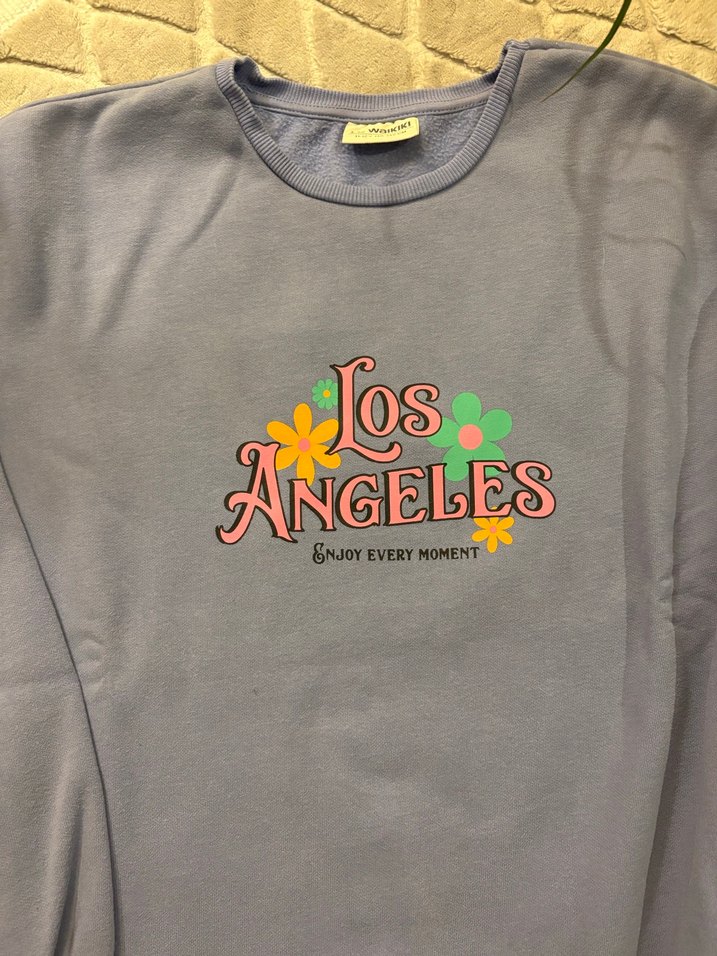 waikiki
Los
Angeles
Enjoy every moment